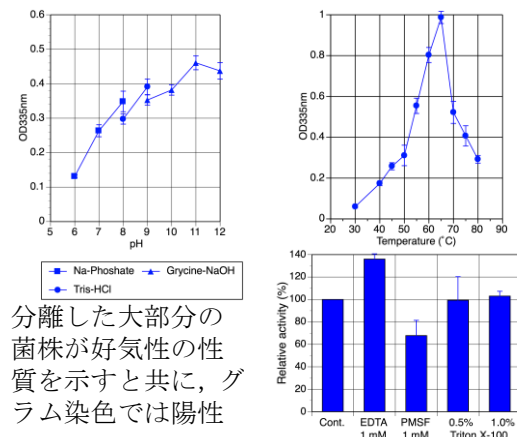 0.6
0.5
0.4
0.3
0.2
0.1
0
OD335nm
5 6 7 8 9 10 11 12
pH
Na-Phoshate
Grycine-NaOH
Tris-HCl
1
0.8
0.6
0.4
0.2
0
OD335nm
20 30 40 50 60 70 80 90
Temperature (˚C)
分離した大部分の
菌株が好気性の性
質を示すと共に，グ
ラム染色では陽性
140
120
100
80
60
40
20
0
Relative activity (%)
Cont. EDTA PMSF 0.5% 1.0%
1 mM 1 mM Triton X-100